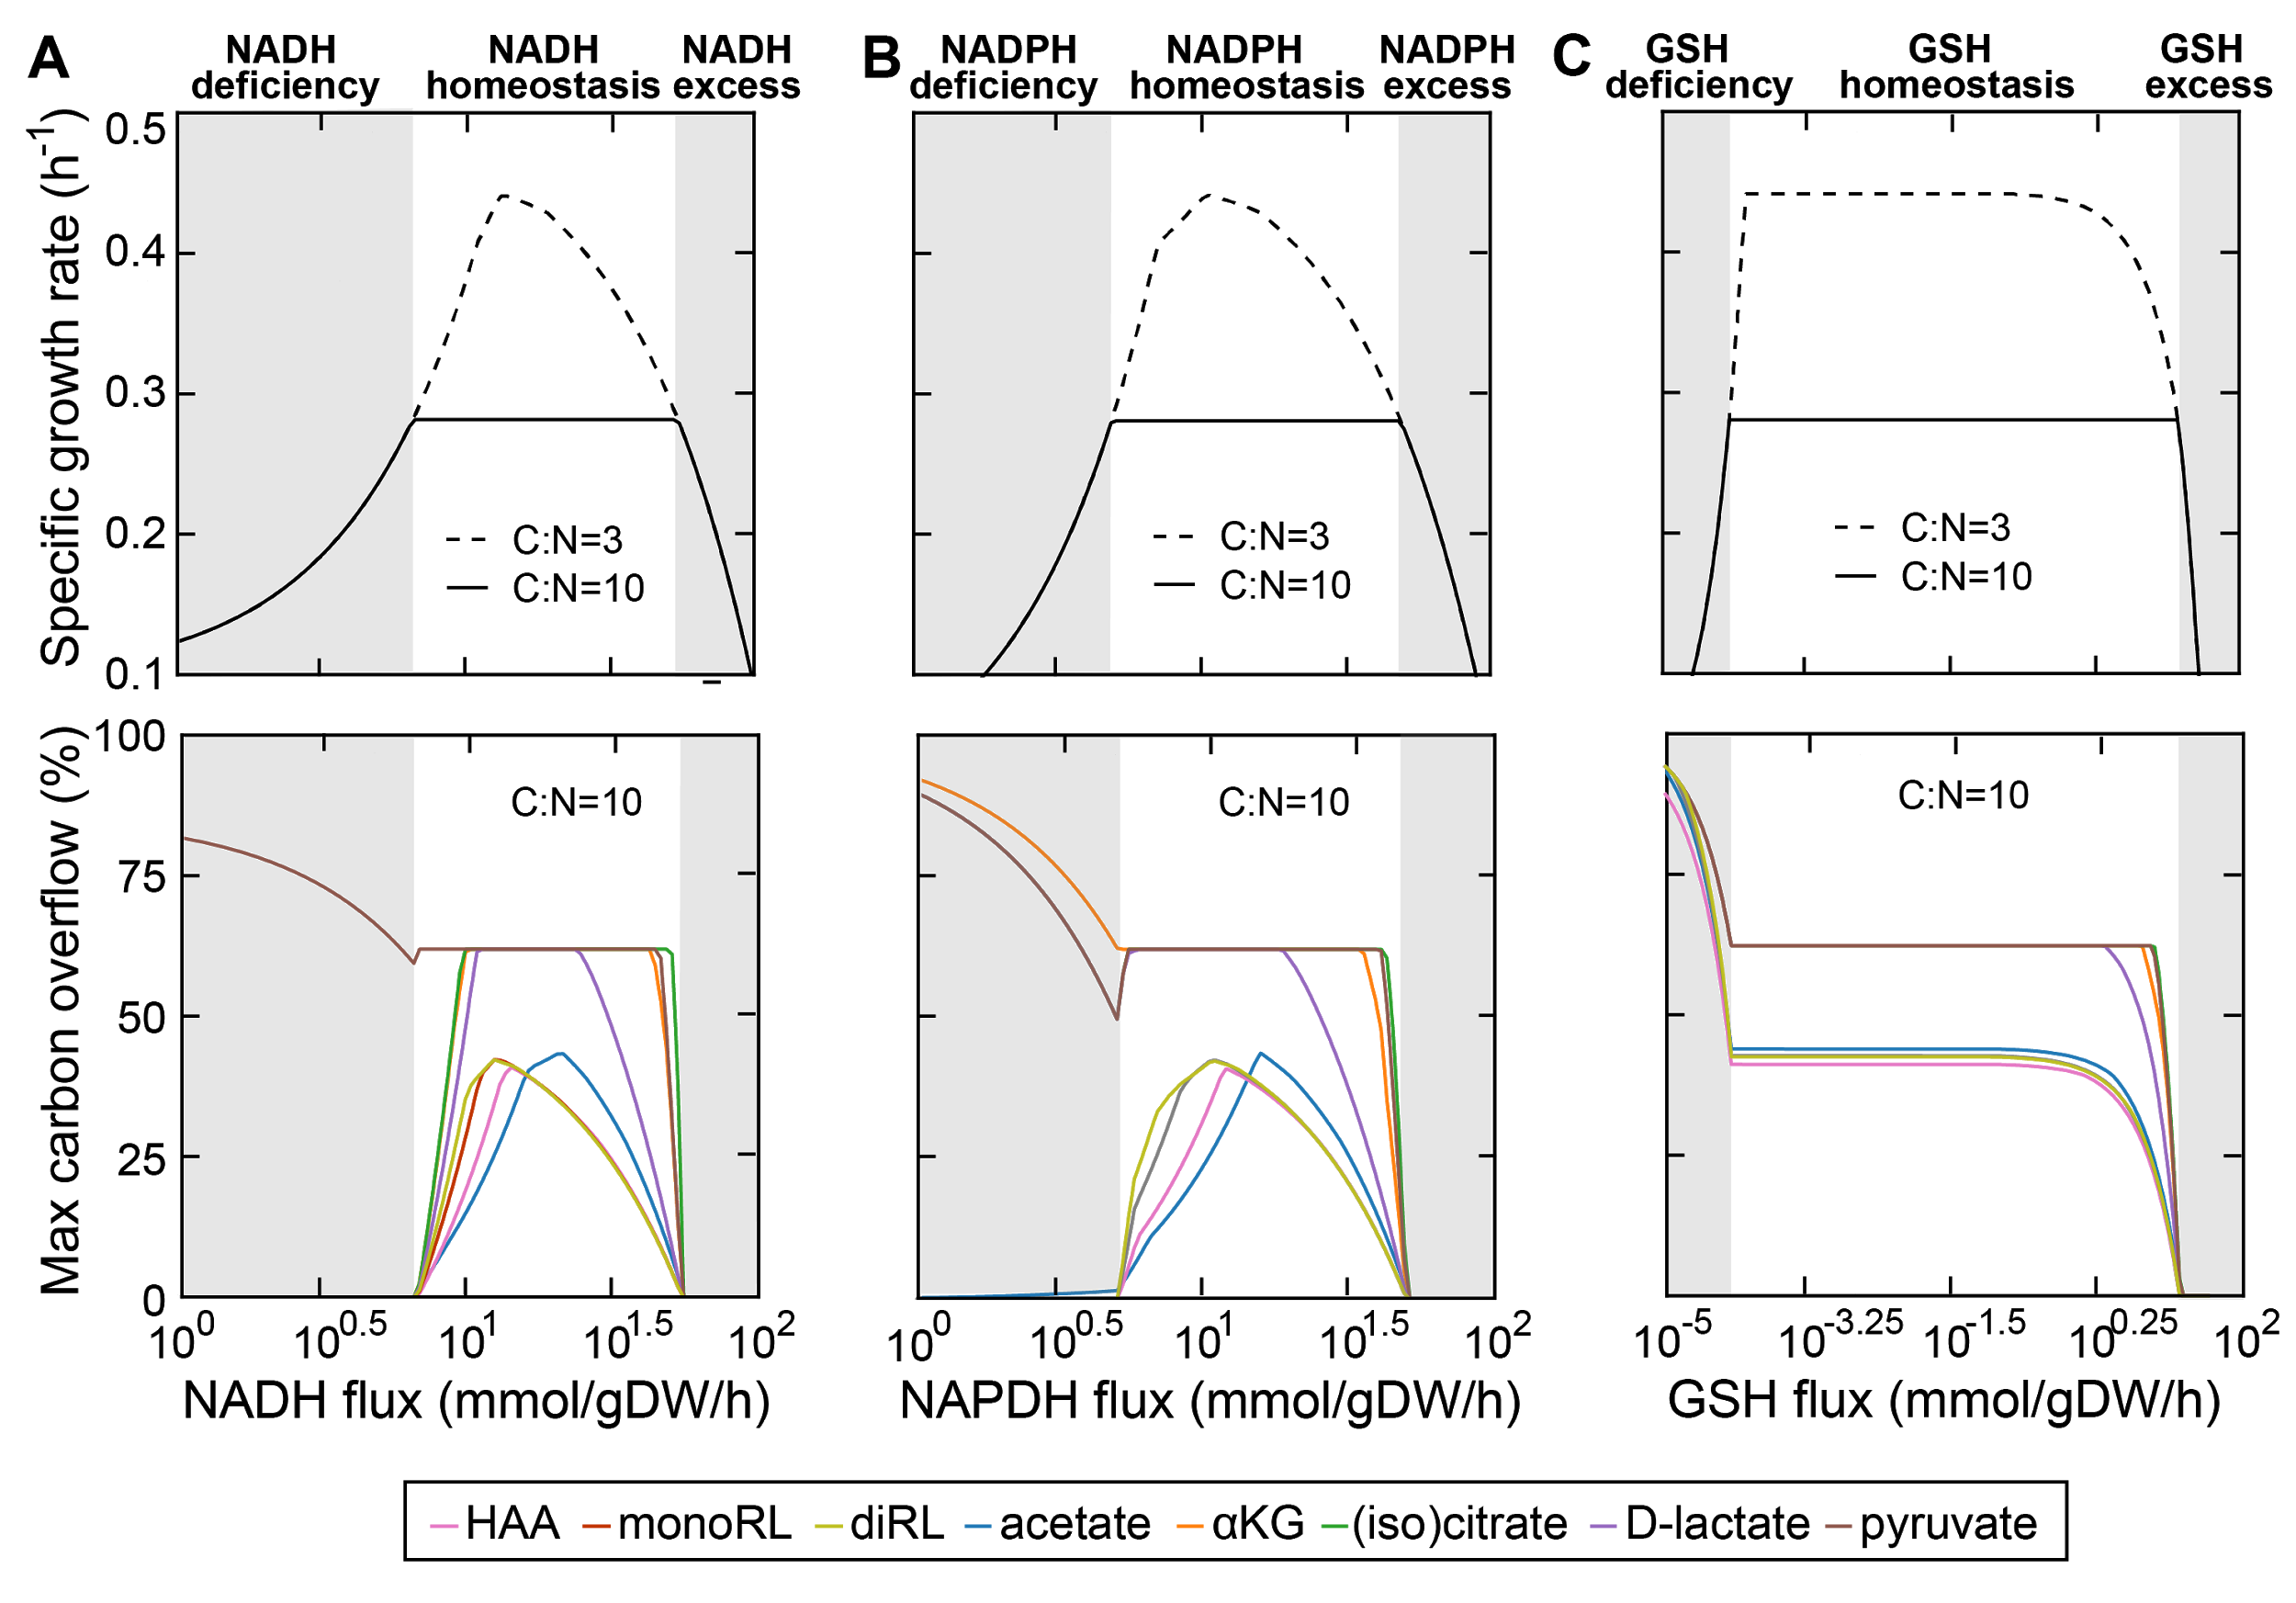 A
NADH
deficiency
NADH
homeostasis
NADH
excess
B
NADPH
deficiency
NADPH
homeostasis
NADPH
excess
C
GSH
deficiency
GSH
homeostasis
GSH
excess
Specific growth rate (h-1)
0.5
0.4
0.3
0.2
0.1
C:N=3
C:N=10
C:N=3
C:N=10
C:N=3
C:N=10
Max carbon overflow (%)
100
75
50
25
0
C:N=10
C:N=10
C:N=10
10^0
10^0.5
10^1
10^1.5
10^2
10^0
10^0.5
10^1
10^1.5
10^2
10^-5
10^-3.25
10^-1.5
10^0.25
10^2
NADH flux (mmol/gDW/h)
NAPDH flux (mmol/gDW/h)
GSH flux (mmol/gDW/h)
HAA monoRL diRL acetate αKG (iso)citrate D-lactate pyruvate